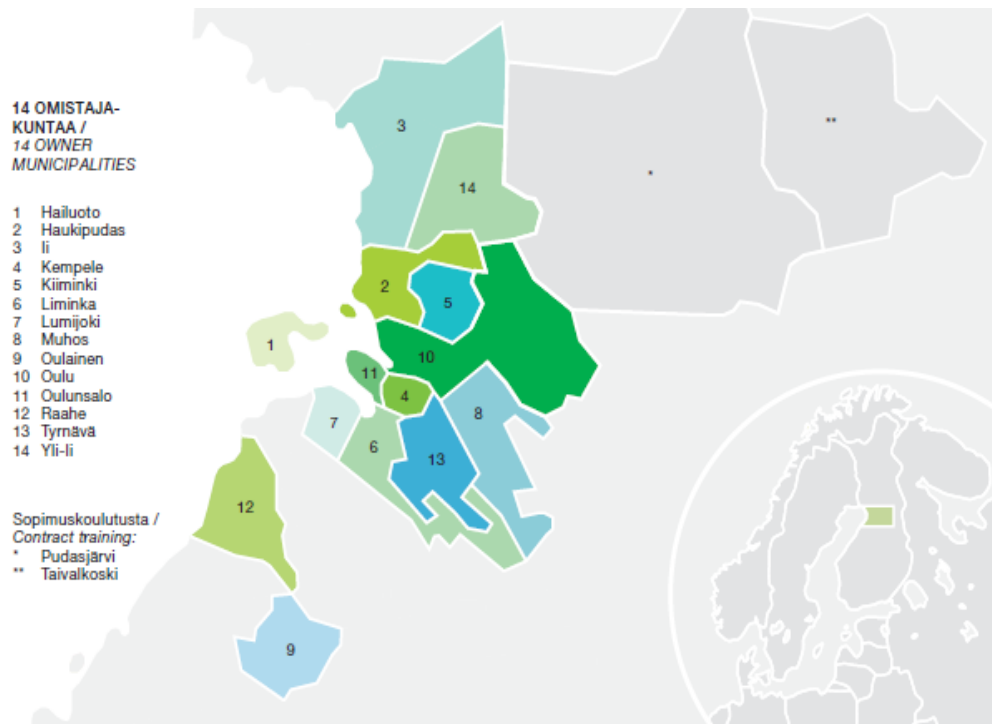 14 OMISTAJA-
KUNTAA /
14 OWNER
MUNICIPALITIES
1 Hailuoto
2 Haukipudas
3 Ii
4 Kempele
5 Kiiminki
6 Liminka
7 Lumijoki
8 Muhos
9 Oulainen
10 Oulu
11 Oulunsalo
12 Raahe
13 Tyrnävä
14 Yli-Ii
Sopimuskoulutusta /
Contract training:
* Pudasjärvi
** Taivalkoski
3
**
*
14
2
5
1
10
11
4
7
8
6
13
12
9